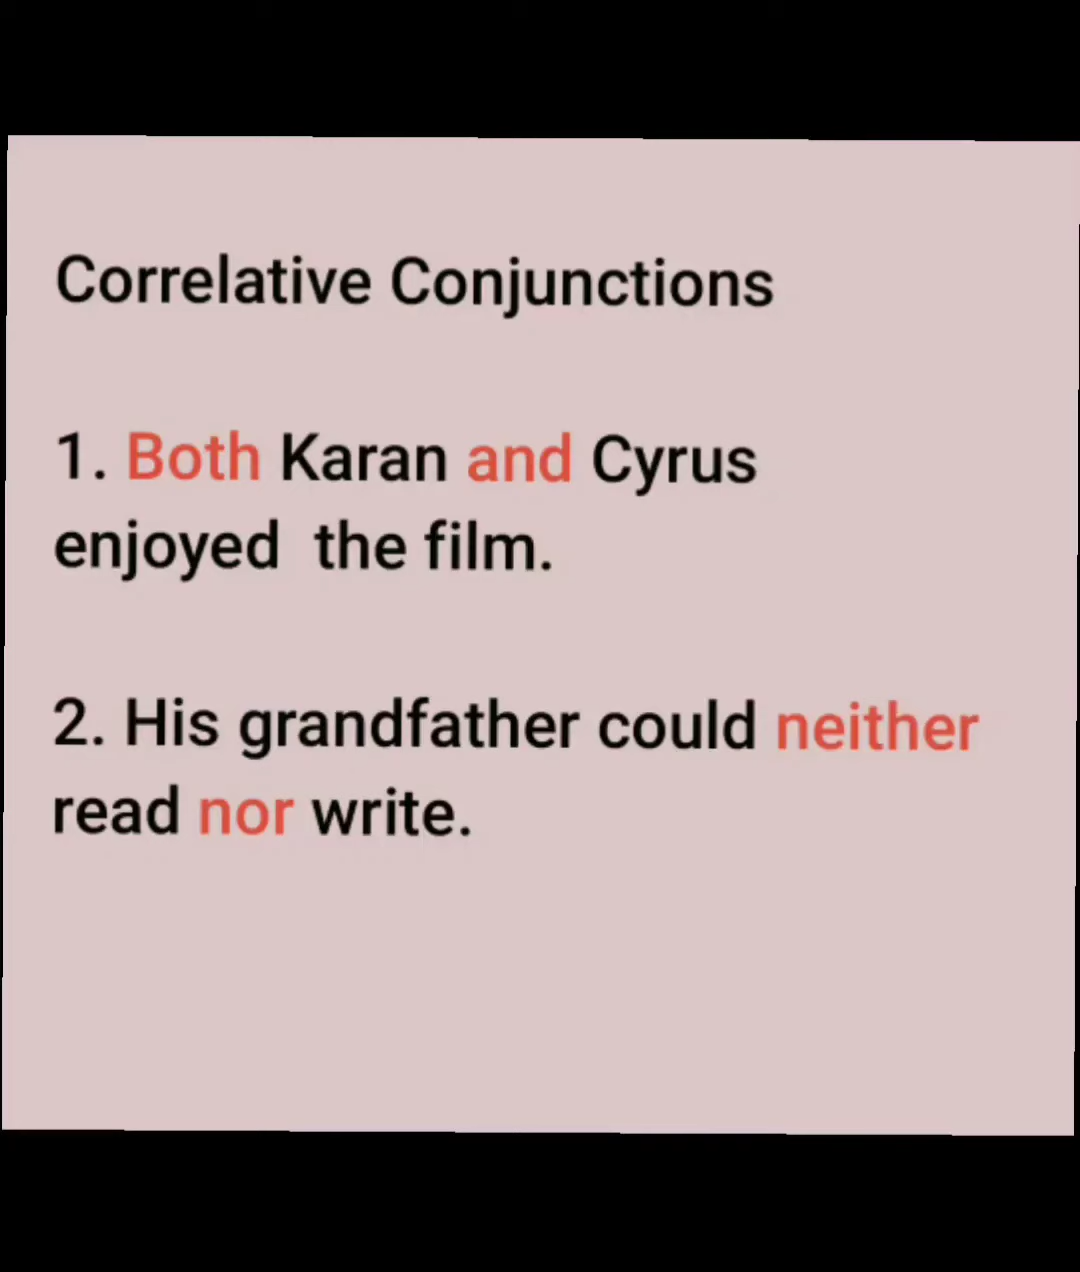 Correlative Conjunctions
1. Both Karan and Cyrus
enjoyed  the film.
2. His grandfather could neither
read nor write.